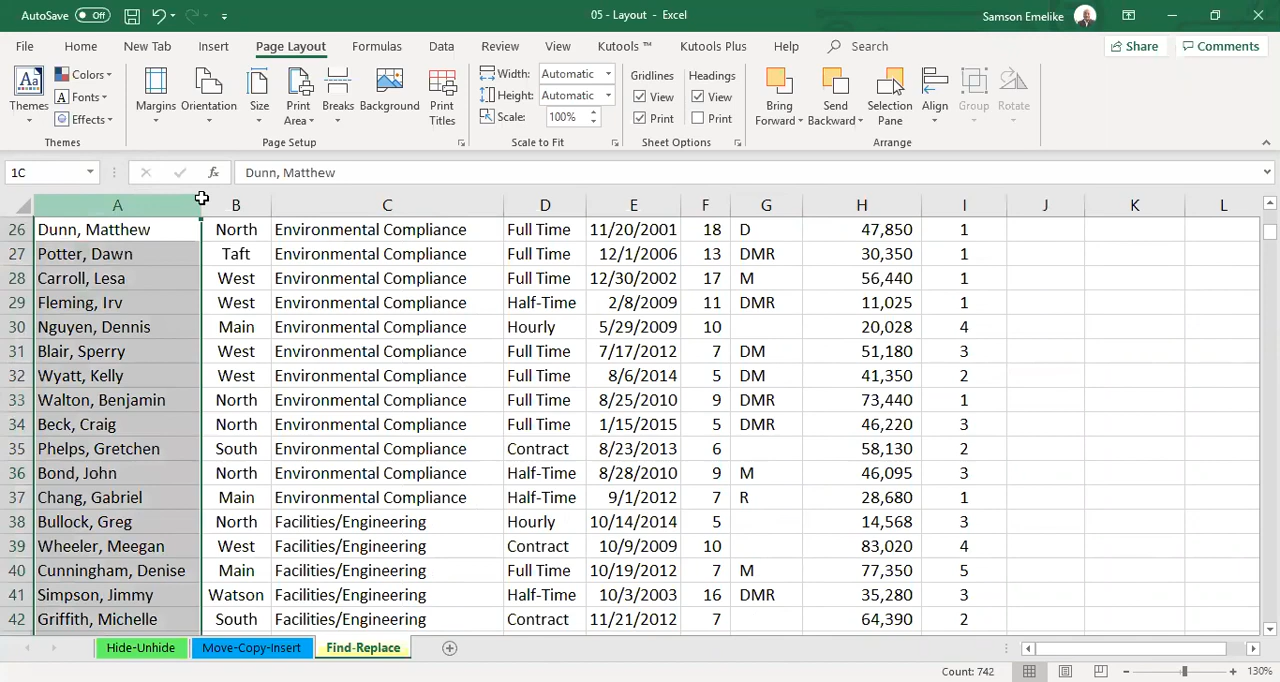 AutoSave Off 05 - Layout - Excel Samson Emelike
File Home New Tab Insert Page Layout Formulas Data Review View Kutools ™ Kutools Plus Help Search Share Comments
Themes Colors Fonts Effects Margins Orientation Size Print Area Breaks Background Print Titles Width: Automatic Height: Automatic Scale: 100% Gridlines View Print Headings View Print Bring Forward Send Backward Selection Pane Align Group Rotate
Themes Page Setup Scale to Fit Sheet Options Arrange
1C fx Dunn, Matthew
A B C D E F G H I J K L
26 Dunn, Matthew North Environmental Compliance Full Time 11/20/2001 18 D 47,850 1
27 Potter, Dawn Taft Environmental Compliance Full Time 12/1/2006 13 DMR 30,350 1
28 Carroll, Lesa West Environmental Compliance Full Time 12/30/2002 17 M 56,440 1
29 Fleming, Irv West Environmental Compliance Half-Time 2/8/2009 11 DMR 11,025 1
30 Nguyen, Dennis Main Environmental Compliance Hourly 5/29/2009 10 20,028 4
31 Blair, Sperry West Environmental Compliance Full Time 7/17/2012 7 DM 51,180 3
32 Wyatt, Kelly West Environmental Compliance Full Time 8/6/2014 5 DM 41,350 2
33 Walton, Benjamin North Environmental Compliance Full Time 8/25/2010 9 DMR 73,440 1
34 Beck, Craig North Environmental Compliance Full Time 1/15/2015 5 DMR 46,220 3
35 Phelps, Gretchen South Environmental Compliance Contract 8/23/2013 6 58,130 2
36 Bond, John North Environmental Compliance Half-Time 8/28/2010 9 M 46,095 3
37 Chang, Gabriel Main Environmental Compliance Half-Time 9/1/2012 7 R 28,680 1
38 Bullock, Greg North Facilities/Engineering Hourly 10/14/2014 5 14,568 3
39 Wheeler, Meegan West Facilities/Engineering Contract 10/9/2009 10 83,020 4
40 Cunningham, Denise Main Facilities/Engineering Full Time 10/19/2012 7 M 77,350 5
41 Simpson, Jimmy Watson Facilities/Engineering Half-Time 10/3/2003 16 DMR 35,280 3
42 Griffith, Michelle South Facilities/Engineering Contract 11/21/2012 7 64,390 2
Hide-Unhide Move-Copy-Insert Find-Replace
Count: 742 130%